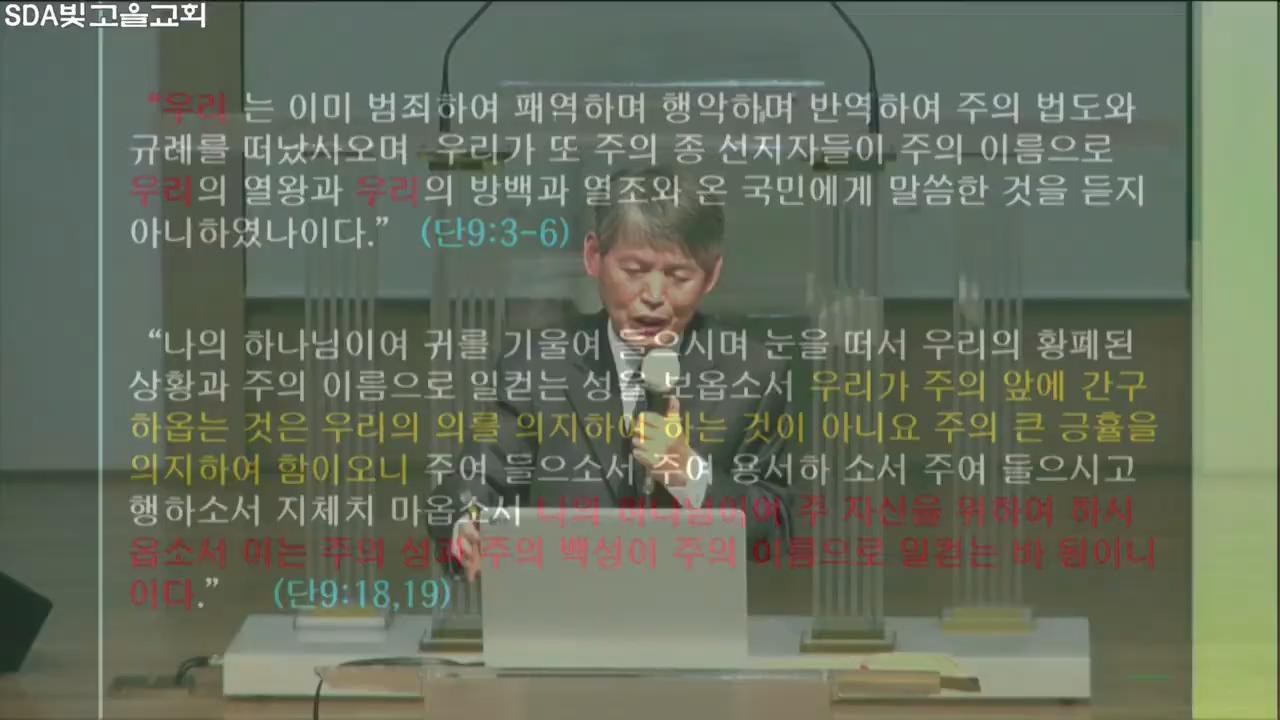 SDA빛고을교회
“우리 는 이미 범죄하여 패역하며 행악하며 반역하여 주의 법도와
규례를 떠났사오며 우리가 또 주의 종 선지자들이 주의 이름으로
우리의 열왕과 우리의 방백과 열조와 온 국민에게 말씀한 것을 듣지
아니하였나이다.” (단9:3-6)
“나의 하나님이여 귀를 기울여 들으시며 눈을 떠서 우리의 황폐된
상황과 주의 이름으로 일컫는 성을 보옵소서 우리가 주의 앞에 간구
하옵는 것은 우리의 의를 의지하여 하는 것이 아니요 주의 큰 긍휼을
의지하여 함이오니 주여 들으소서 주여 용서하 소서 주여 들으시고
행하소서 지체치 마옵소서 나의 하나님이여 주 자신을 위하여 하시
옵소서 이는 주의 성과 주의 백성이 주의 이름으로 일컫는 바 됨이니
이다.” (단9:18,19)